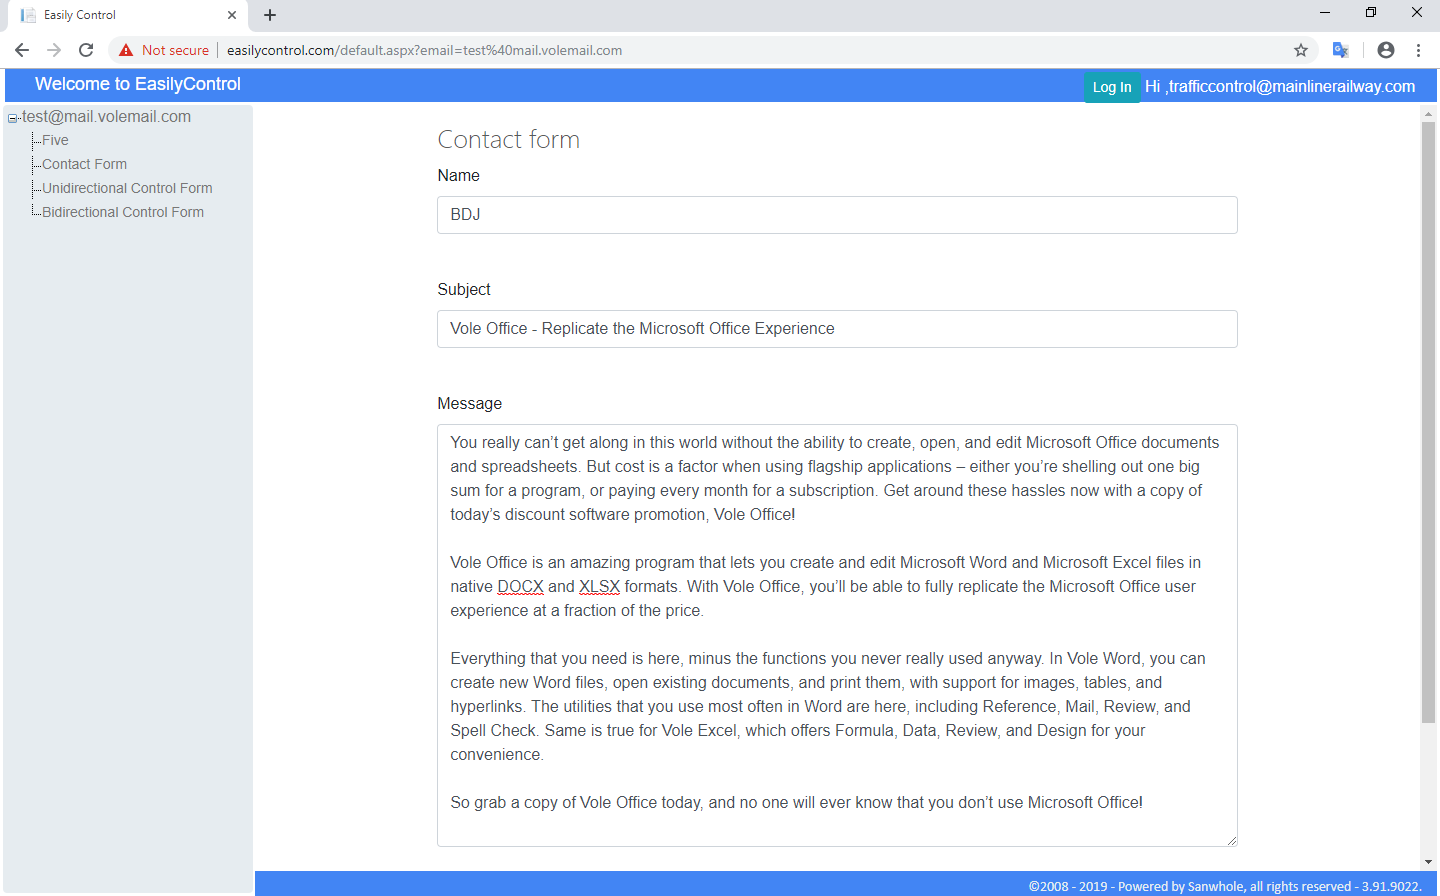 Easily Control
Not secure
easilycontrol.com/default.aspx?email=test%40mail.volemail.com
Welcome to EasilyControl
Log In
Hi ,trafficcontrol@mainlinerailway.com
test@mail.volemail.com
Five
Contact Form
Unidirectional Control Form
Bidirectional Control Form
Contact form
Name
BDJ
Subject
Vole Office - Replicate the Microsoft Office Experience
Message
You really can’t get along in this world without the ability to create, open, and edit Microsoft Office documents
and spreadsheets. But cost is a factor when using flagship applications – either you’re shelling out one big
sum for a program, or paying every month for a subscription. Get around these hassles now with a copy of
today’s discount software promotion, Vole Office!
Vole Office is an amazing program that lets you create and edit Microsoft Word and Microsoft Excel files in
native DOCX and XLSX formats. With Vole Office, you’ll be able to fully replicate the Microsoft Office user
experience at a fraction of the price.
Everything that you need is here, minus the functions you never really used anyway. In Vole Word, you can
create new Word files, open existing documents, and print them, with support for images, tables, and
hyperlinks. The utilities that you use most often in Word are here, including Reference, Mail, Review, and
Spell Check. Same is true for Vole Excel, which offers Formula, Data, Review, and Design for your
convenience.
So grab a copy of Vole Office today, and no one will ever know that you don’t use Microsoft Office!
©2008 - 2019 - Powered by Sanwhole, all rights reserved - 3.91.9022.